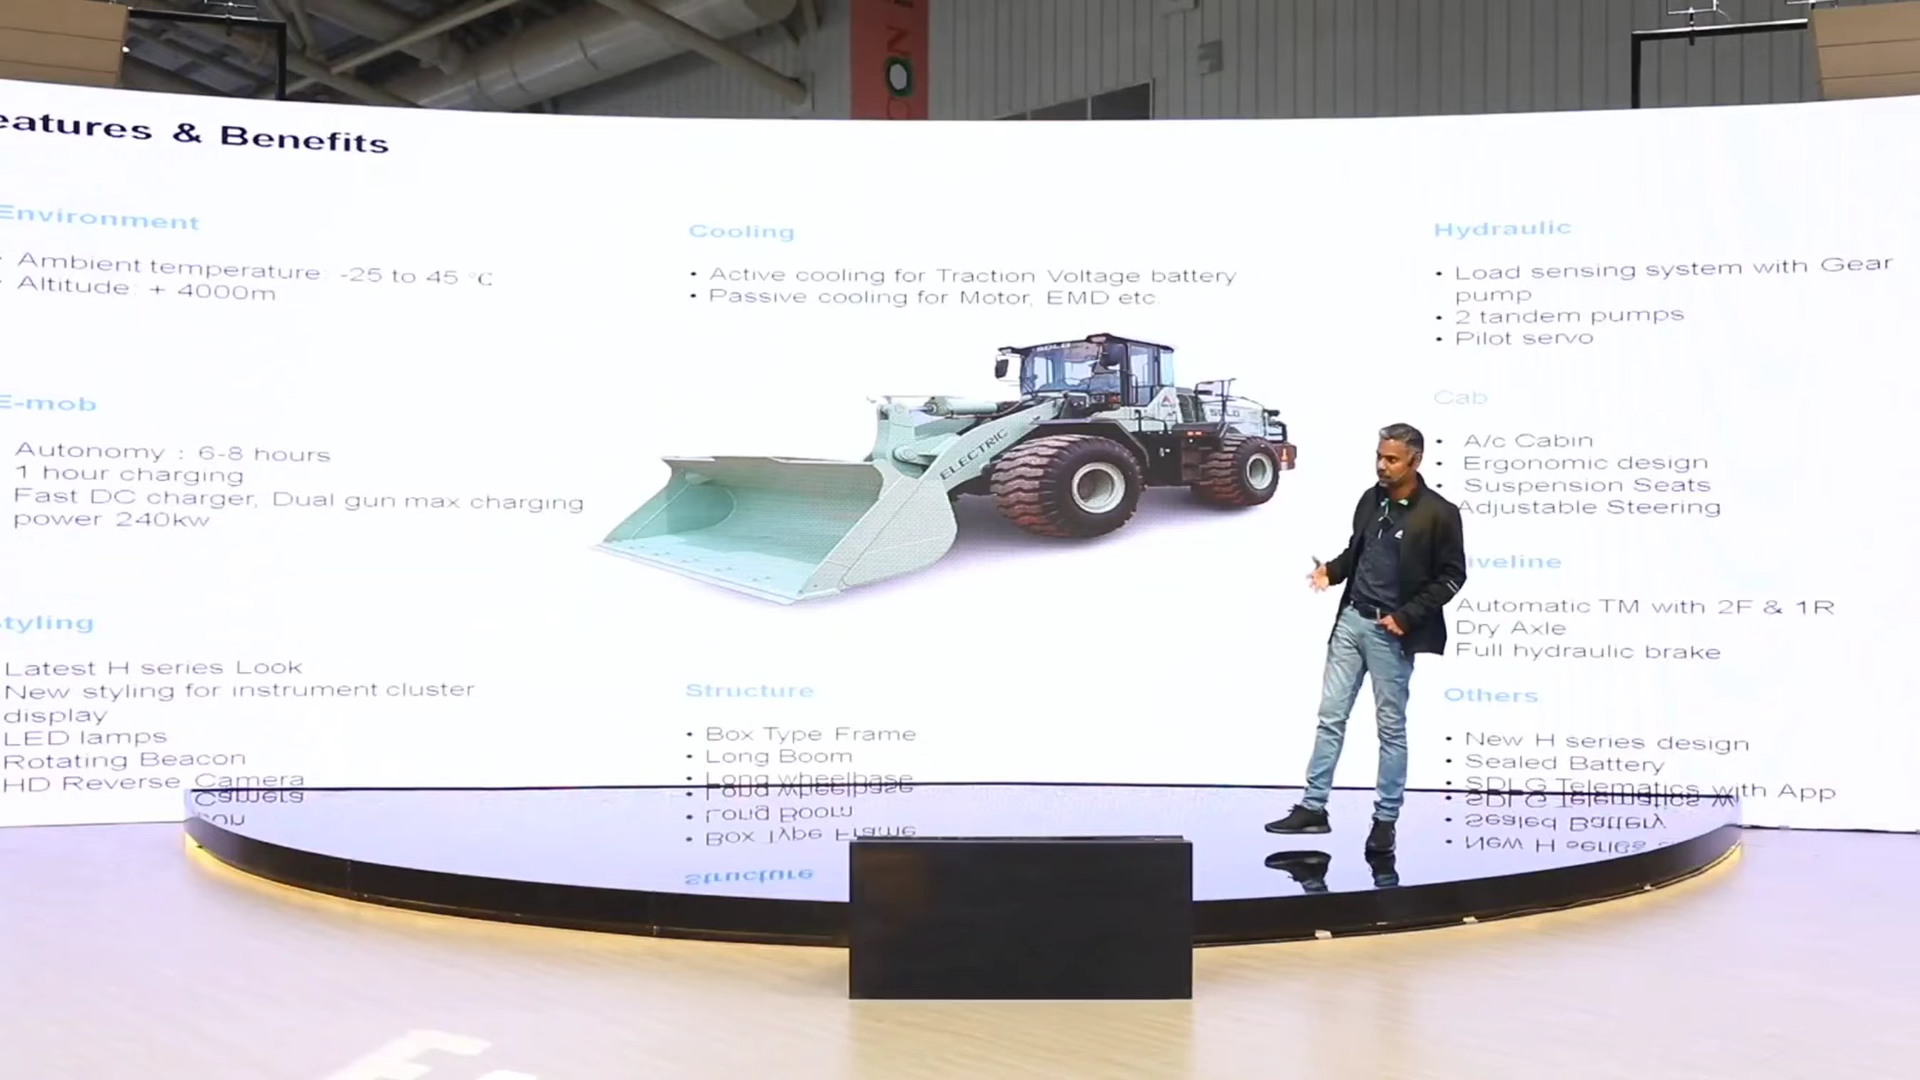 eatures & Benefits
Environment
Ambient temperature: -25 to 45 °C
Altitude: + 4000m
E-mob
Autonomy : 6-8 hours
1 hour charging
Fast DC charger, Dual gun max charging
power 240kw
tyling
Latest H series Look
New styling for instrument cluster
display
LED lamps
Rotating Beacon
HD Reverse Camera
Cooling
• Active cooling for Traction Voltage battery
• Passive cooling for Motor, EMD etc.
SDLG
SDLG
ELECTRIC
Structure
• Box Type Frame
• Long Boom
• Long wheelbase
Hydraulic
• Load sensing system with Gear
pump
• 2 tandem pumps
• Pilot servo
Cab
• A/c Cabin
• Ergonomic design
• Suspension Seats
Adjustable Steering
iveline
Automatic TM with 2F & 1R
Dry Axle
Full hydraulic brake
Others
• New H series design
• Sealed Battery
• SDLG Telematics with App